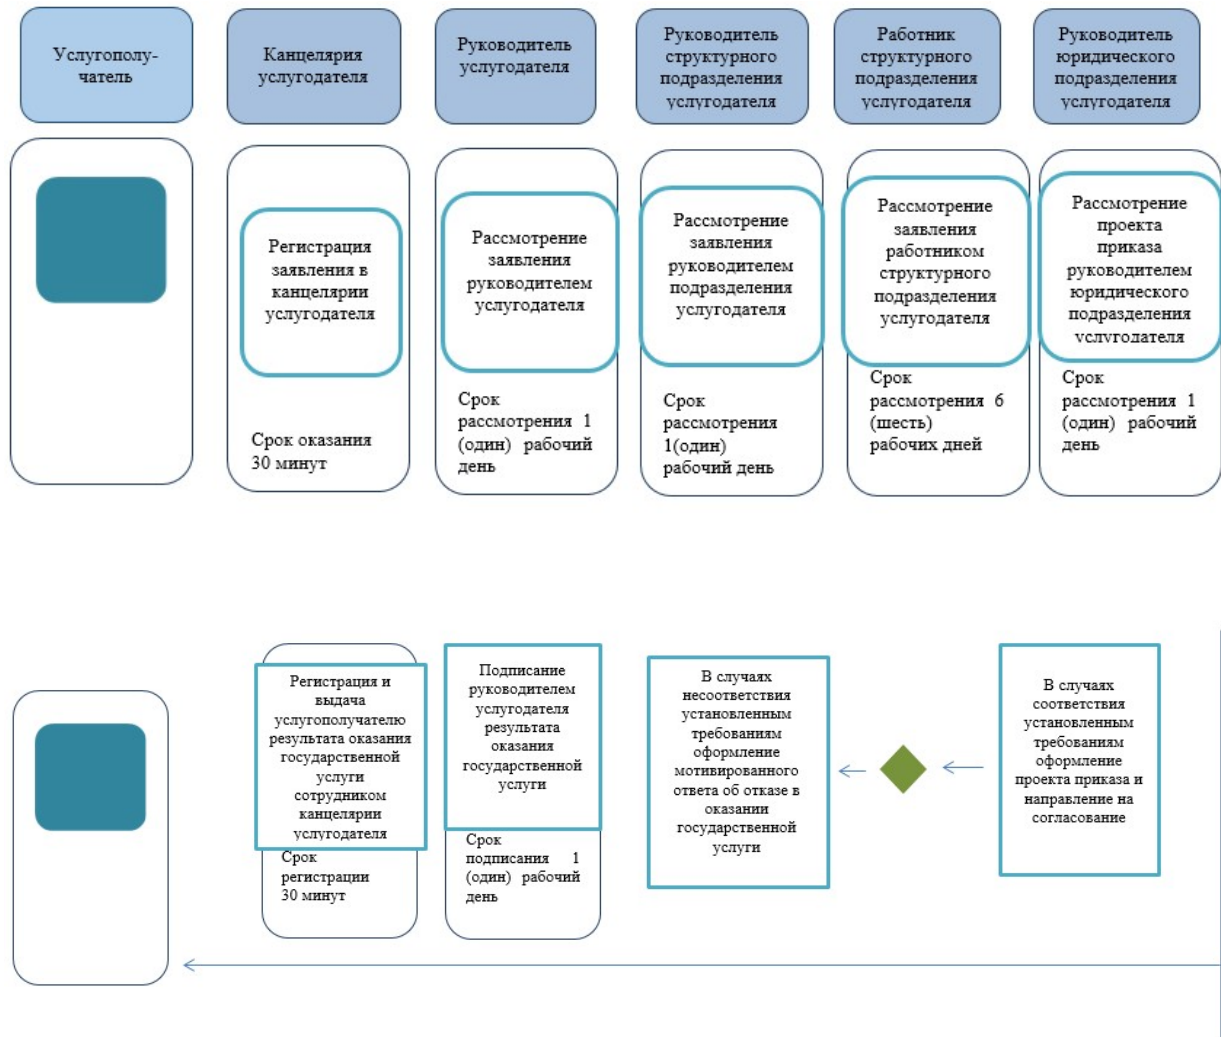 Услугополу-
чатель
Канцелярия
услугодателя
Руководитель
услугодателя
Руководитель
структурного
подразделения
услугодателя
Работник
структурного
подразделения
услугодателя
Руководитель
юридического
подразделения
услугодателя
Регистрация
заявления в
канцелярии
услугодателя
Срок оказания
30 минут
Рассмотрение
заявления
руководителем
услугодателя
Срок
рассмотрения 1
(один) рабочий
день
Рассмотрение
заявления
руководителем
подразделения
услугодателя
Срок
рассмотрения
1(один)
рабочий день
Рассмотрение
заявления
работником
структурного
подразделения
услугодателя
Срок
рассмотрения 6
(шесть)
рабочих дней
Рассмотрение
проекта
приказа
руководителем
юридического
подразделения
услугодателя
Срок
рассмотрения 1
(один) рабочий
день
Регистрация и
выдача
услугополучателю
результата оказания
государственной
услуги
сотрудником
канцелярии
услугодателя
Срок
регистрации
30 минут
Подписание
руководителем
услугодателя
результата
оказания
государственной
услуги
Срок
подписания 1
(один) рабочий
день
В случаях
несоответствия
установленным
требованиям
оформление
мотивированного
ответа об отказе в
оказании
государственной
услуги
В случаях
соответствия
установленным
требованиям
оформление
проекта приказа и
направление на
согласование